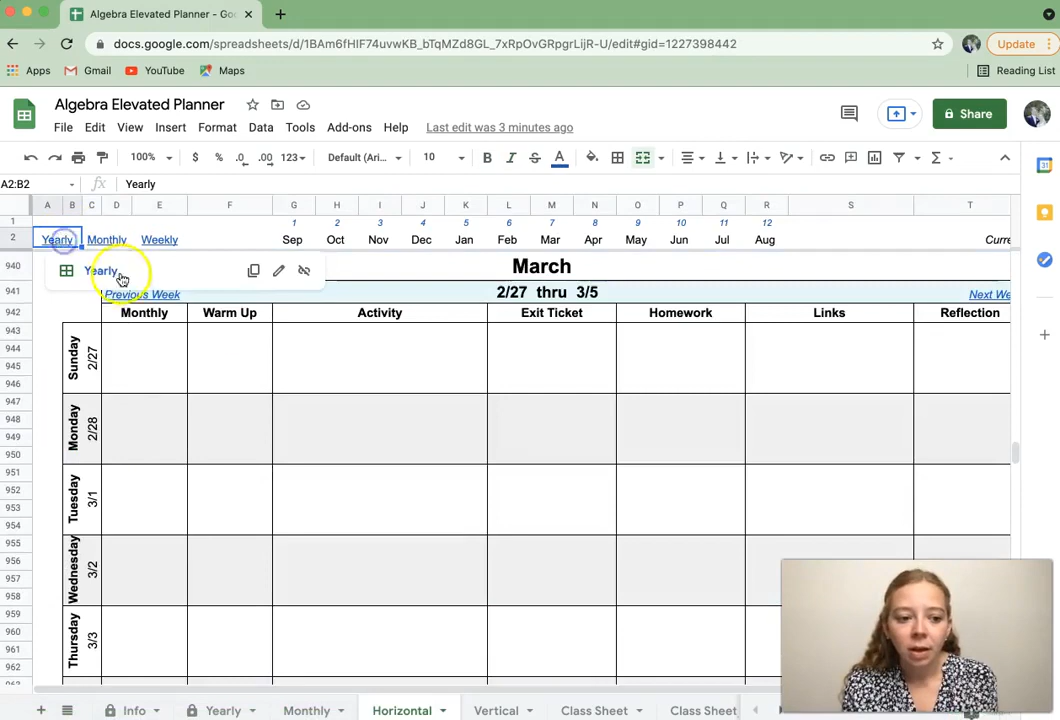 Algebra Elevated Planner - Go
docs.google.com/spreadsheets/d/1BAm6fHIF74uvwKB_bTqMZd8GL_7xRpOvGRpgrLijR-U/edit#gid=1227398442
Update
Apps Gmail YouTube Maps Reading List
Algebra Elevated Planner
File Edit View Insert Format Data Tools Add-ons Help Last edit was 3 minutes ago
Share
100% $ % .0 .00 123 Default (Ari... 10 B I S A
A2:B2 fx Yearly
A B C D E F G H I J K L M N O P Q R S T
1 1 2 3 4 5 6 7 8 9 10 11 12
2 Yearly Monthly Weekly Sep Oct Nov Dec Jan Feb Mar Apr May Jun Jul Aug Curre
Yearly
940 March
941 Previous Week 2/27 thru 3/5 Next We
942 Monthly Warm Up Activity Exit Ticket Homework Links Reflection
943
944
945
946
Sunday 2/27
947
948
949
950
Monday 2/28
951
952
953
954
Tuesday 3/1
955
956
957
958
Wednesday 3/2
959
960
961
962
Thursday 3/3
Info Yearly Monthly Horizontal Vertical Class Sheet Class Sheet